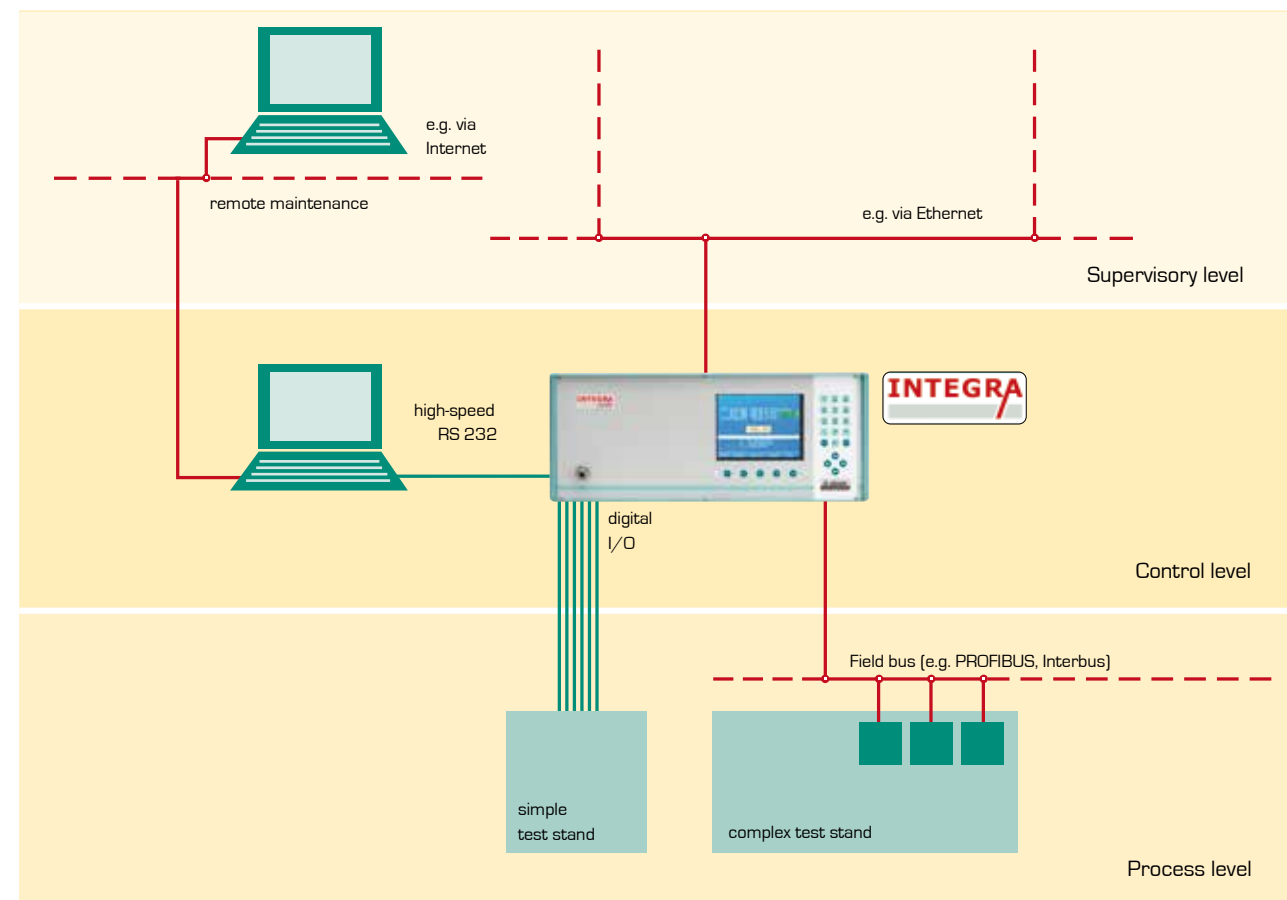 e.g. via
Internet
remote maintenance
e.g. via Ethernet
Supervisory level
high-speed
RS 232
INTEGRA
INTEGRA
digital
I/O
Control level
Field bus (e.g. PROFIBUS, Interbus)
simple
test stand
complex test stand
Process level